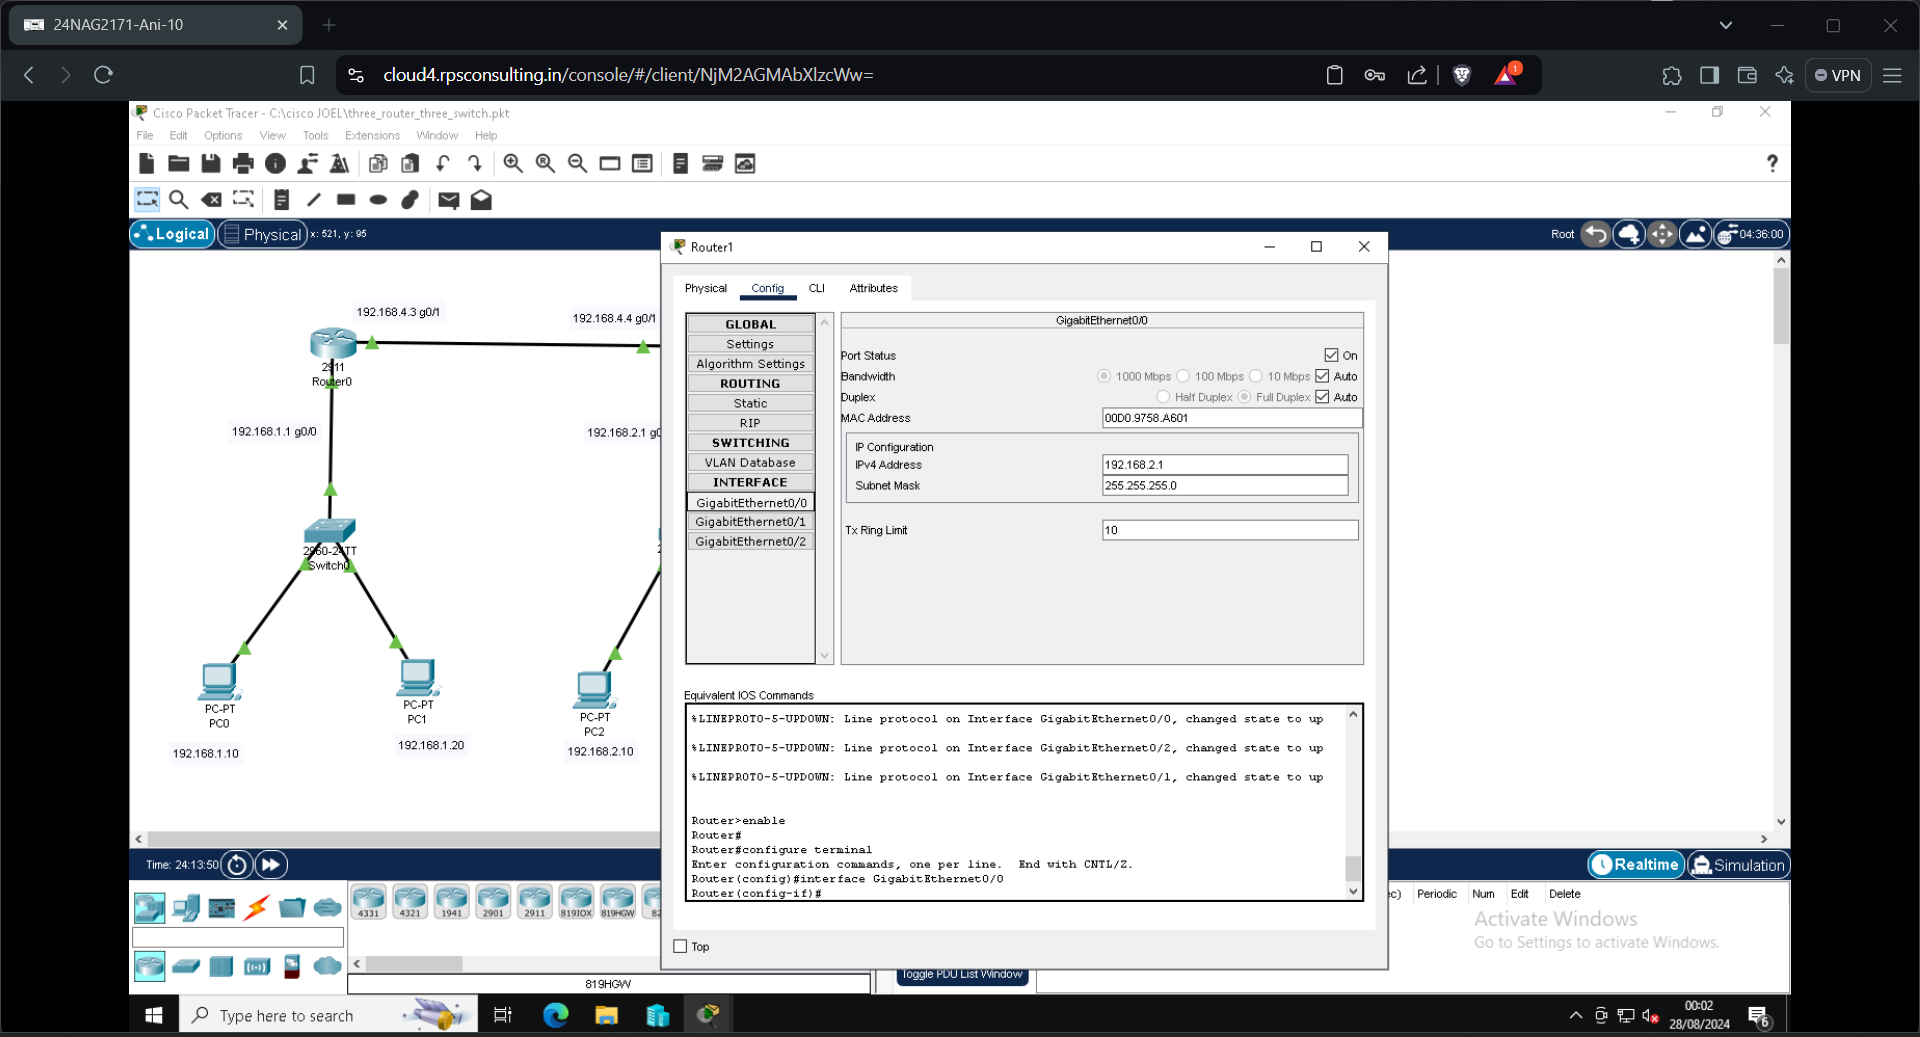 24NAG2171-Ani-10
cloud4.rpsconsulting.in/console/#/client/NjM2AGMAbXlzcWw=
1
VPN
Cisco Packet Tracer - C:\cisco JOEL\three_router_three_switch.pkt
File Edit Options View Tools Extensions Window Help
?
Logical
Physical
x: 521, y: 95
Root
04:36:00
192.168.4.3 g0/1
192.168.4.4 g0/1
2911
Router0
192.168.1.1 g0/0
192.168.2.1 g0
2960-24TT
Switch0
PC-PT
PC0
PC-PT
PC1
PC-PT
PC2
192.168.1.10
192.168.1.20
192.168.2.10
Router1
Physical Config CLI Attributes
GLOBAL
Settings
Algorithm Settings
ROUTING
Static
RIP
SWITCHING
VLAN Database
INTERFACE
GigabitEthernet0/0
GigabitEthernet0/1
GigabitEthernet0/2
GigabitEthernet0/0
Port Status On
Bandwidth 1000 Mbps 100 Mbps 10 Mbps Auto
Duplex Half Duplex Full Duplex Auto
MAC Address 00D0.9758.A601
IP Configuration
IPv4 Address 192.168.2.1
Subnet Mask 255.255.255.0
Tx Ring Limit 10
Equivalent IOS Commands
%LINEPROTO-5-UPDOWN: Line protocol on Interface GigabitEthernet0/0, changed state to up
%LINEPROTO-5-UPDOWN: Line protocol on Interface GigabitEthernet0/2, changed state to up
%LINEPROTO-5-UPDOWN: Line protocol on Interface GigabitEthernet0/1, changed state to up
Router>enable
Router#
Router#configure terminal
Enter configuration commands, one per line. End with CNTL/Z.
Router(config)#interface GigabitEthernet0/0
Router(config-if)#
Top
Time: 24:13:50
Realtime
Simulation
4331 4321 1941 2901 2911 819IOX 819HGW 82
819HGW
Periodic Num Edit Delete
Activate Windows
Go to Settings to activate Windows.
Toggle PDU List Window
Type here to search
00:02
28/08/2024
6